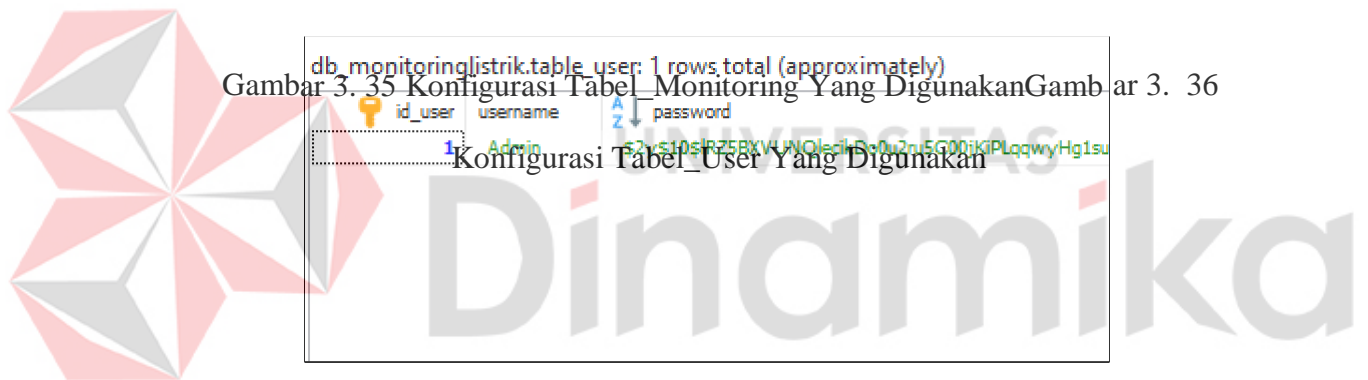 db_monitoringlistrik.table_user: 1 rows total (approximately)
Gambar 3. 35 Konfigurasi Tabel_Monitoring Yang DigunakanGamb ar 3. 36
id_user username password
1 Admin
Konfigurasi Tabel_User Yang Digunakan
UNIVERSITAS
Dinamika